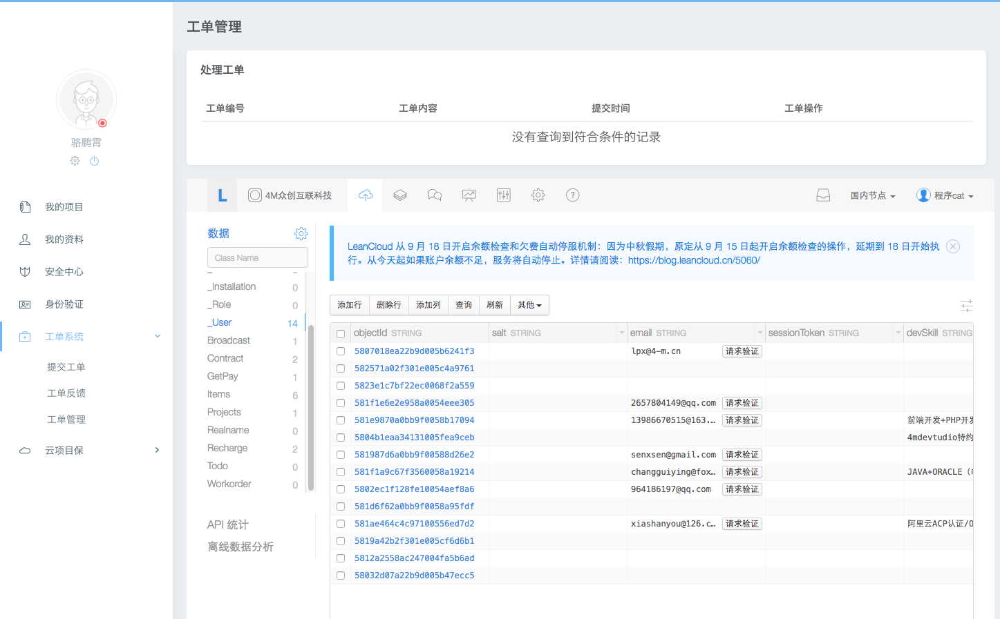 工单管理
处理工单
工单编号 工单内容 提交时间 工单操作
没有查询到符合条件的记录
骆鹏霄
我的项目
我的资料
安全中心
身份验证
工单系统
提交工单
工单反馈
工单管理
云项目保
L 4M众创互联科技 国内节点 程序cat
数据
Class Name
_Installation 0
_Role 0
_User 14
Broadcast 1
Contract 2
GetPay 1
Items 6
Projects 1
Realname 0
Recharge 2
Todo 0
Workorder 0
API 统计
离线数据分析
LeanCloud 从 9 月 18 日开启余额检查和欠费自动停服机制：因为中秋假期，原定从 9 月 15 日起开启余额检查的操作，延期到 18 日开始执
行。从今天起如果账户余额不足，服务将自动停止。详情请阅读：https://blog.leancloud.cn/5060/
添加行 删除行 添加列 查询 刷新 其他
objectId STRING salt STRING email STRING sessionToken STRING devSkill STRING
5807018ea22b9d005b6241f3 lpx@4-m.cn 请求验证
582571a02f301e005c4a9761
5823e1c7bf22ec0068f2a559
581f1e6e2e958a0054eee305 2657804149@qq.com 请求验证
581e9870a0bb9f0058b17094 13986670515@163.… 请求验证 前端开发+PHP开发
5804b1eaa34131005fea9ceb 4mdevtudio特约
581987d6a0bb9f00588d26e2 senxsen@gmail.com 请求验证
581f1a9c67f3560058a19214 changguiying@fox… 请求验证 JAVA+ORACLE（
5802ec1f128fe10054aef8a6 964186197@qq.com 请求验证
581d6f62a0bb9f0058a95fdf
581ae464c4c97100556ed7d2 xiashanyou@126.c… 请求验证 阿里云ACP认证/O
5819a42b2f301e005cf6d6b1
5812a2558ac247004fa5b6ad
58032d07a22b9d005b47ecc5